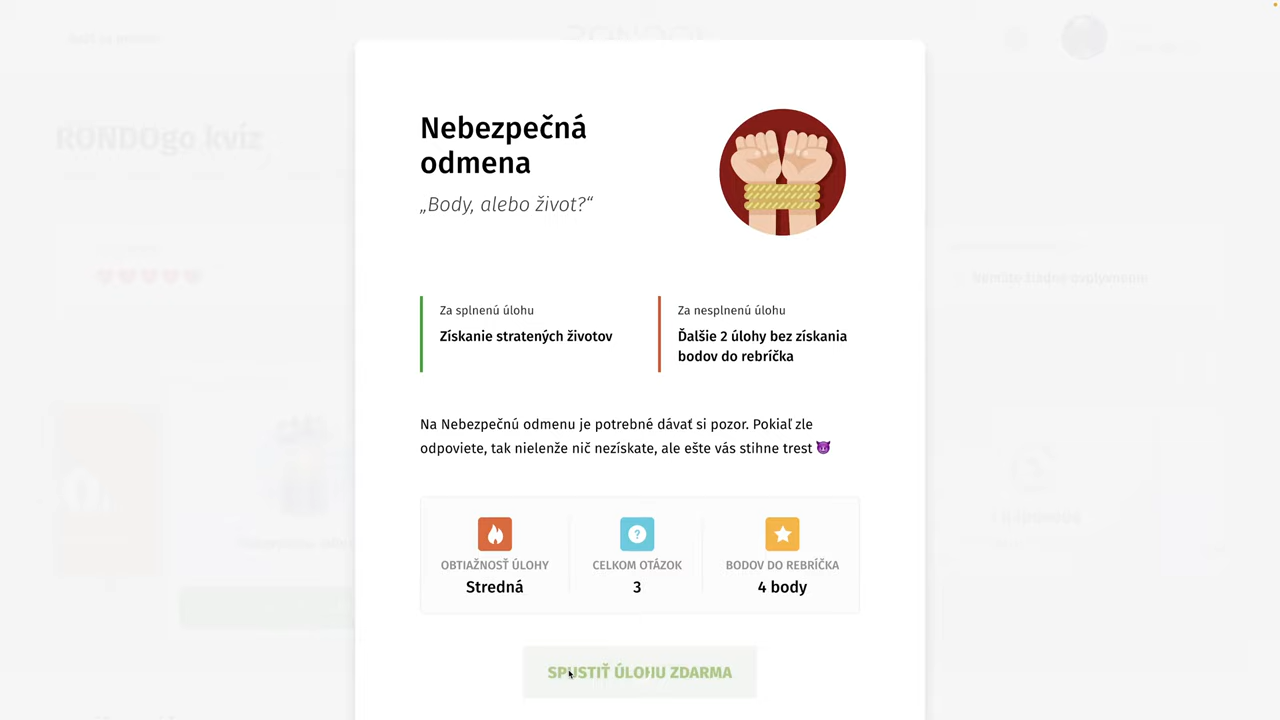 RONDOgo kvíz
Nebezpečná
odmena
„Body, alebo život?“
Za splnenú úlohu
Získanie stratených životov
Za nesplnenú úlohu
Ďalšie 2 úlohy bez získania
bodov do rebríčka
Na Nebezpečnú odmenu je potrebné dávať si pozor. Pokiaľ zle
odpoviete, tak nielenže nič nezískate, ale ešte vás stihne trest 😈
OBTIAŽNOSŤ ÚLOHY
Stredná
CELKOM OTÁZOK
3
BODOV DO REBRÍČKA
4 body
SPUSTIŤ ÚLOHU ZDARMA